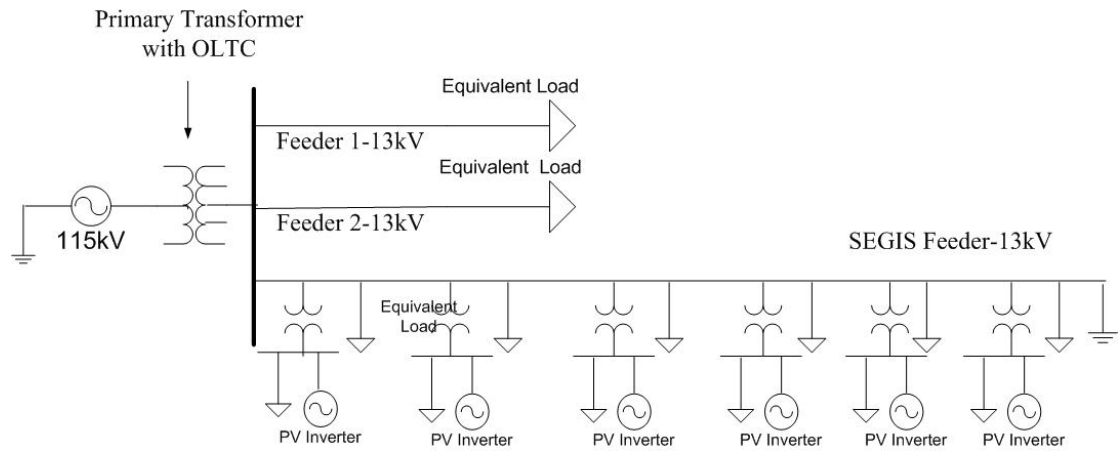 Primary Transformer
with OLTC
Equivalent Load
Feeder 1-13kV
Equivalent Load
Feeder 2-13kV
115kV
SEGIS Feeder-13kV
Equivalent
Load
PV Inverter
PV Inverter
PV Inverter
PV Inverter
PV Inverter
PV Inverter